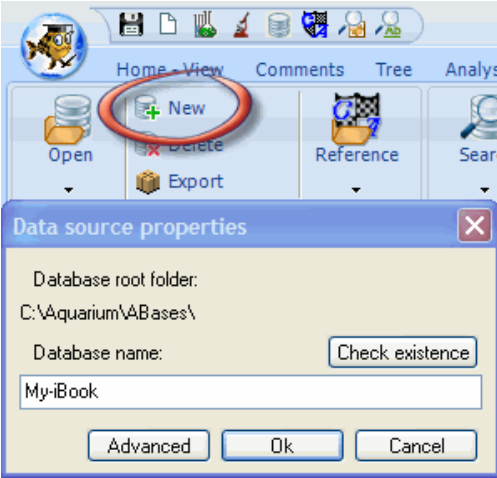 Home - View Comments Tree Analys
New
Delete
Open
Reference
Sear
Export
Data source properties
Database root folder:
C:\Aquarium\ABases\
Database name:
Check existence
My-iBook
Advanced Ok Cancel